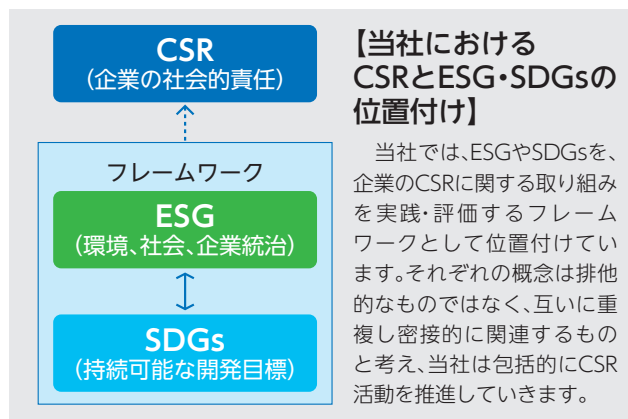 CSR
（企業の社会的責任）
フレームワーク
ESG
（環境、社会、企業統治）
SDGs
（持続可能な開発目標）
【当社における
CSRとESG・SDGsの
位置付け】
　当社では、ESGやSDGsを、
企業のCSRに関する取り組み
を実践・評価するフレーム
ワークとして位置付けてい
ます。それぞれの概念は排他
的なものではなく、互いに重
複し密接的に関連するもの
と考え、当社は包括的にCSR
活動を推進していきます。